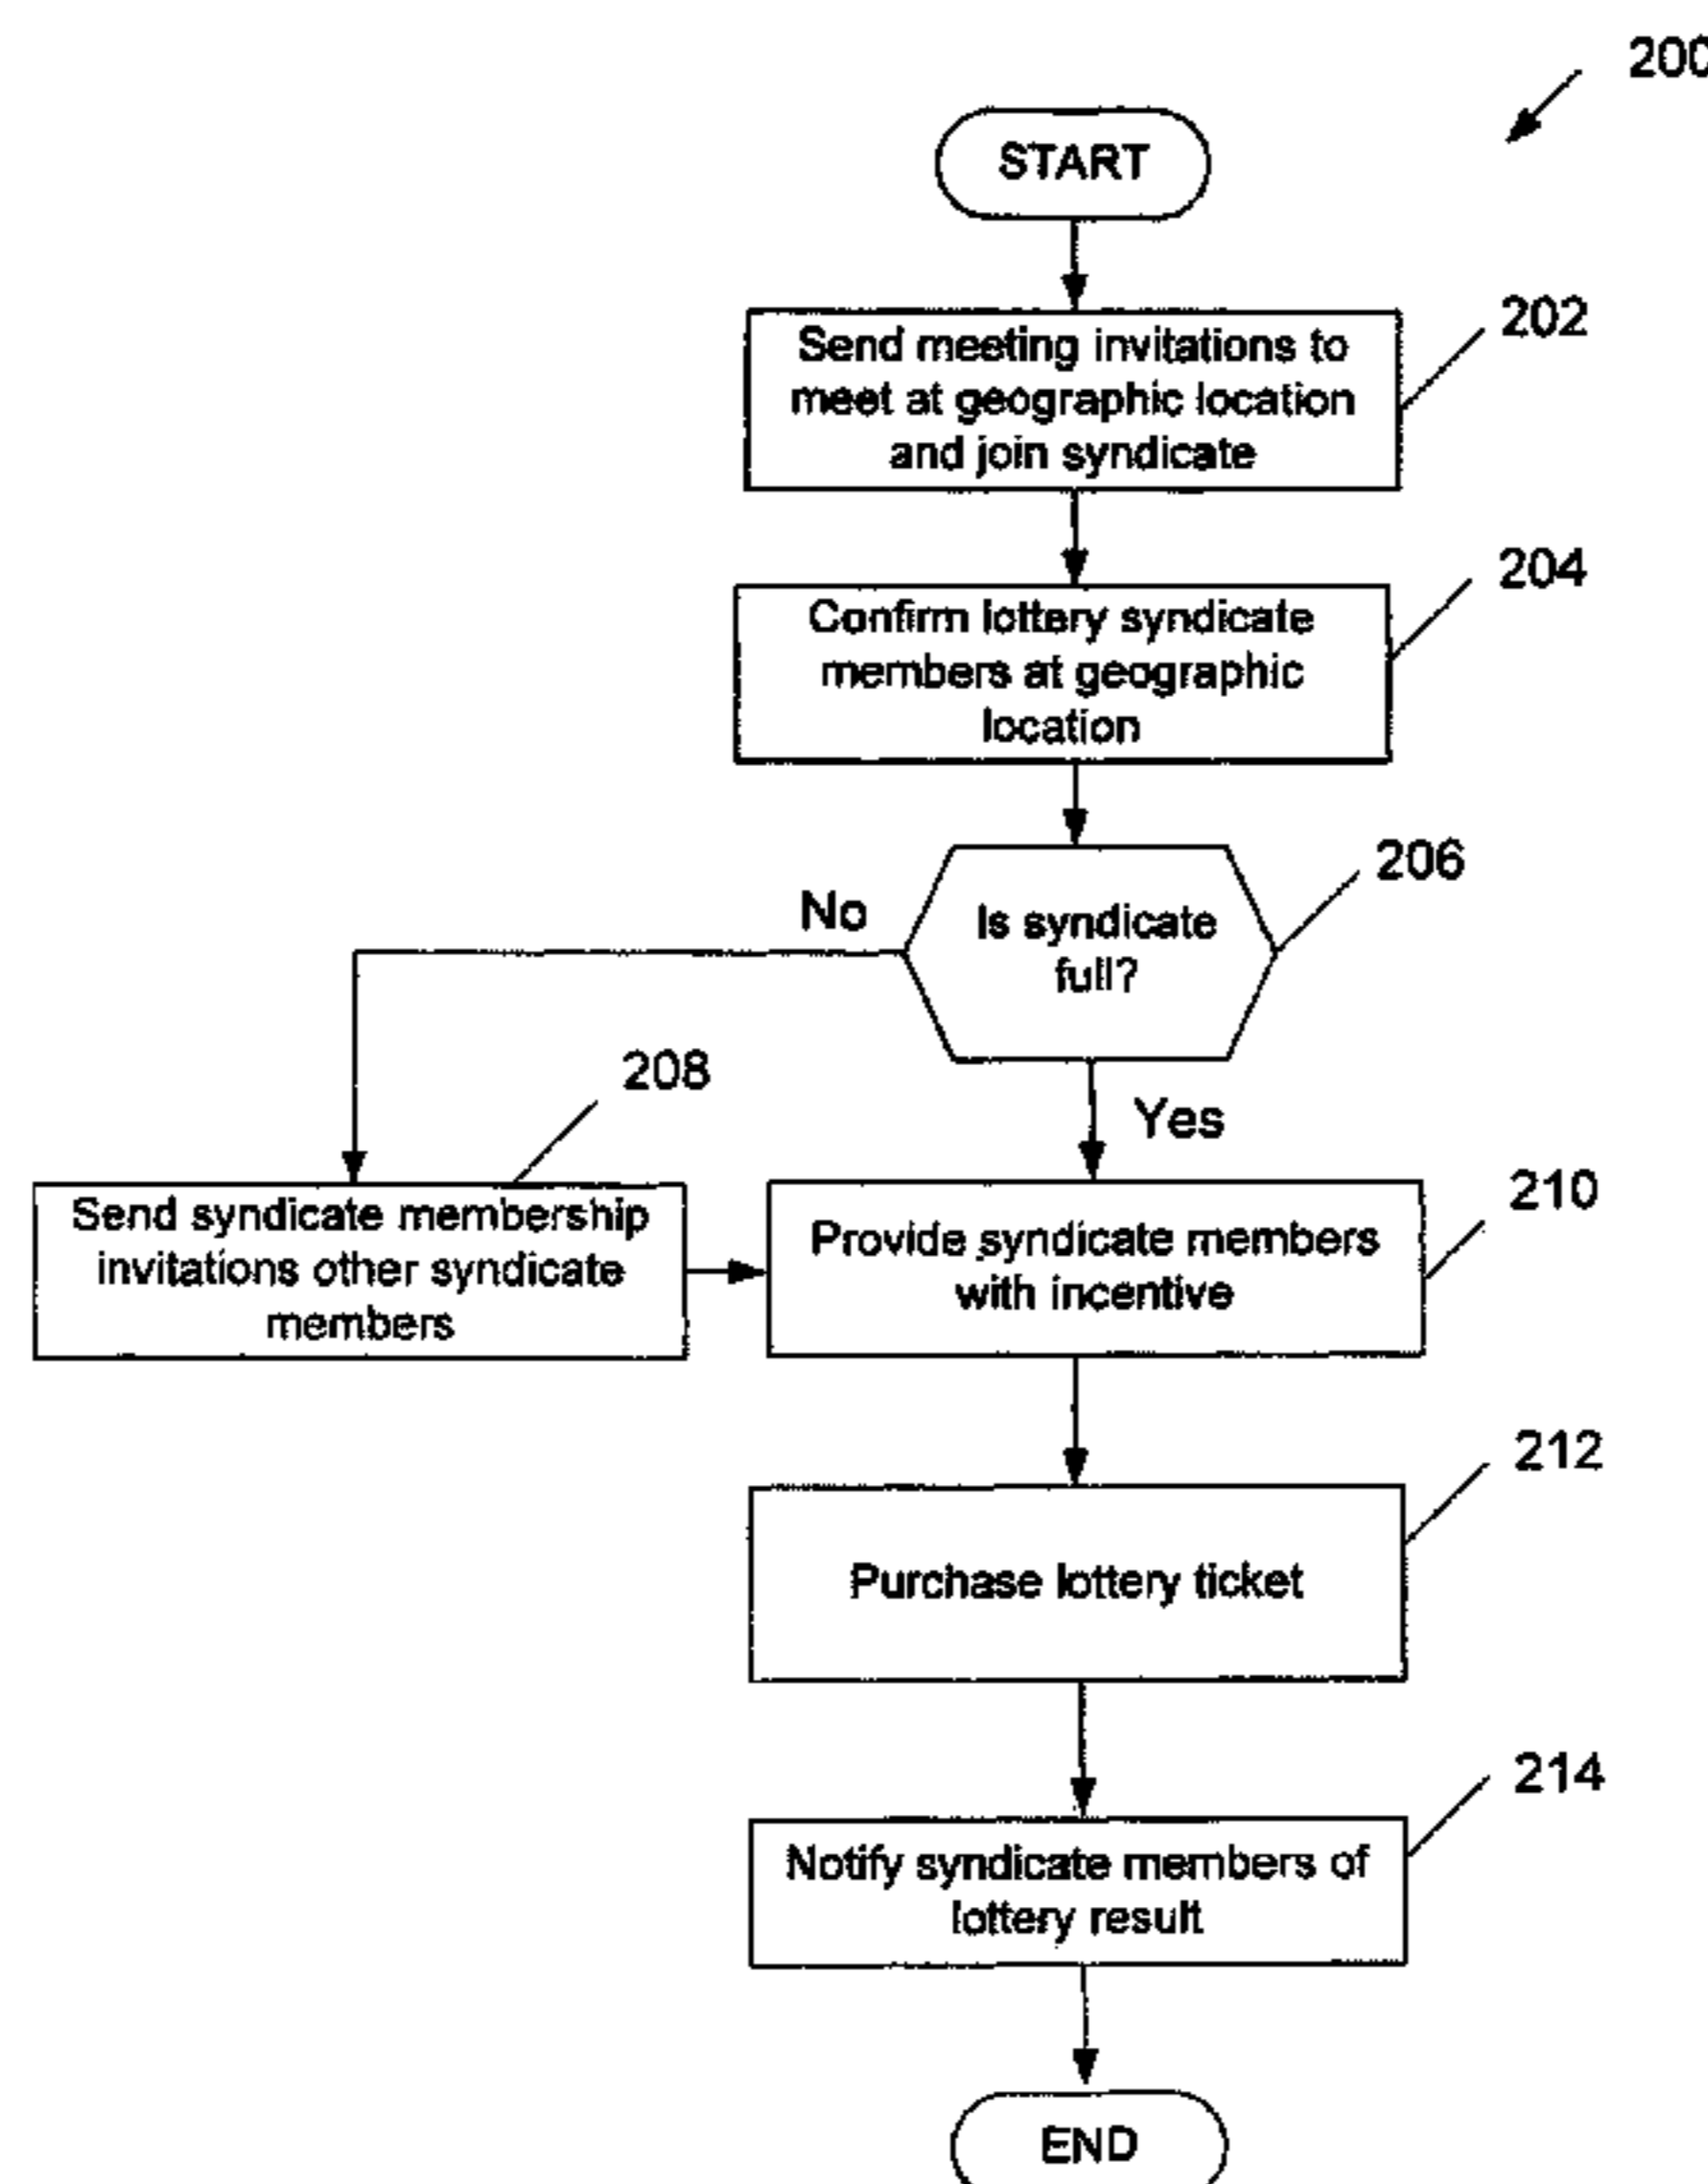 200
START
202
Send meeting invitations to
meet at geographic location
and join syndicate
204
Confirm lottery syndicate
members at geographic
location
206
No
Is syndicate
full?
208
Yes
Send syndicate membership
invitations other syndicate
members
210
Provide syndicate members
with incentive
212
Purchase lottery ticket
214
Notify syndicate members of
lottery result
END